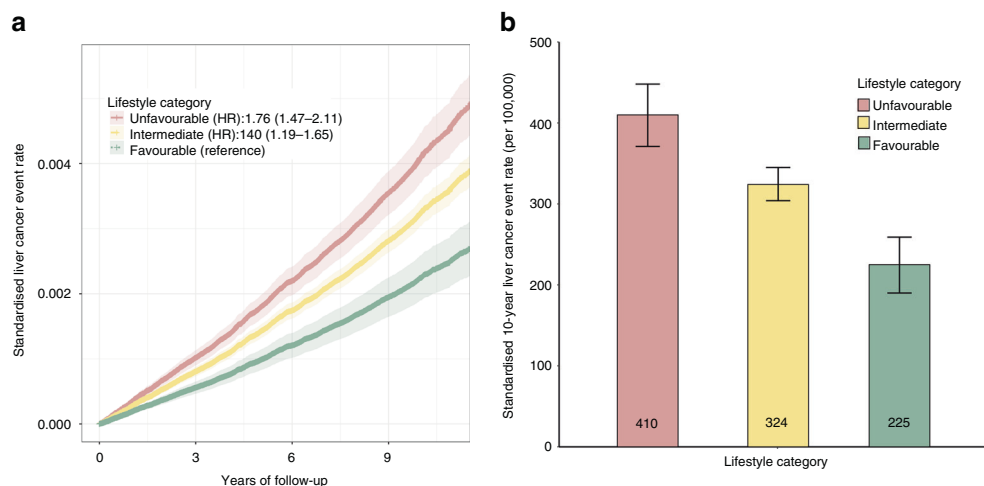 a
Standardised liver cancer event rate
Lifestyle category
Unfavourable (HR):1.76 (1.47–2.11)
Intermediate (HR):140 (1.19–1.65)
Favourable (reference)
0.004
0.002
0.000
0
3
6
9
Years of follow-up
b
Standardised 10-year liver cancer event rate (per 100,000)
500
400
300
200
100
0
Lifestyle category
Unfavourable
Intermediate
Favourable
410
324
225
Lifestyle category